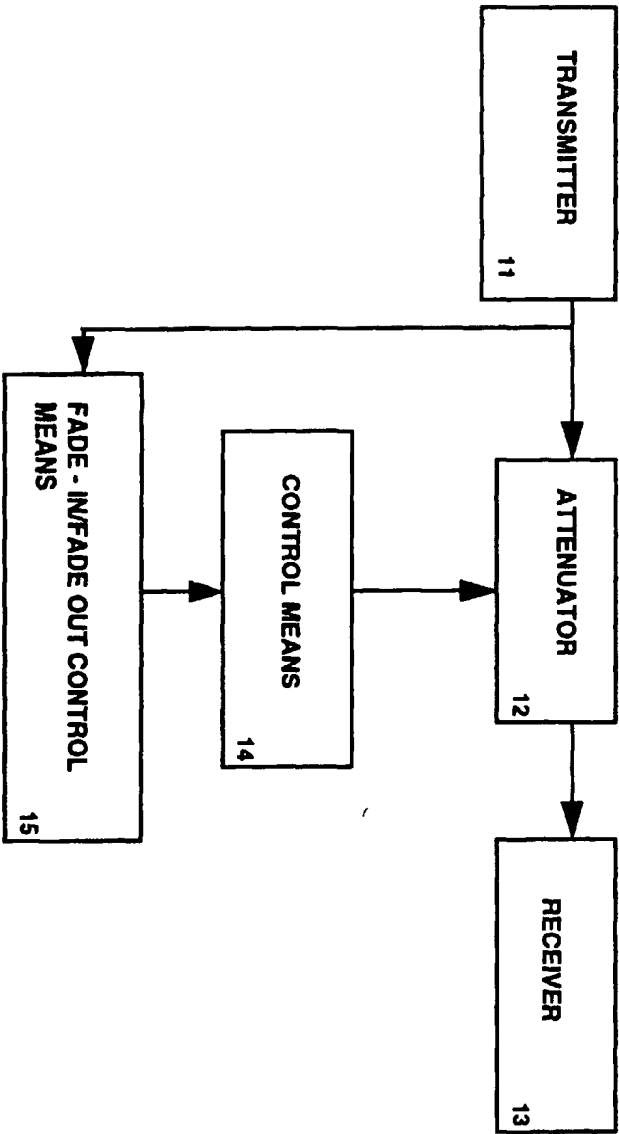 TRANSMITTER
11
ATTENUATOR
12
RECEIVER
13
CONTROL MEANS
14
FADE - IN/FADE OUT CONTROL
MEANS
15